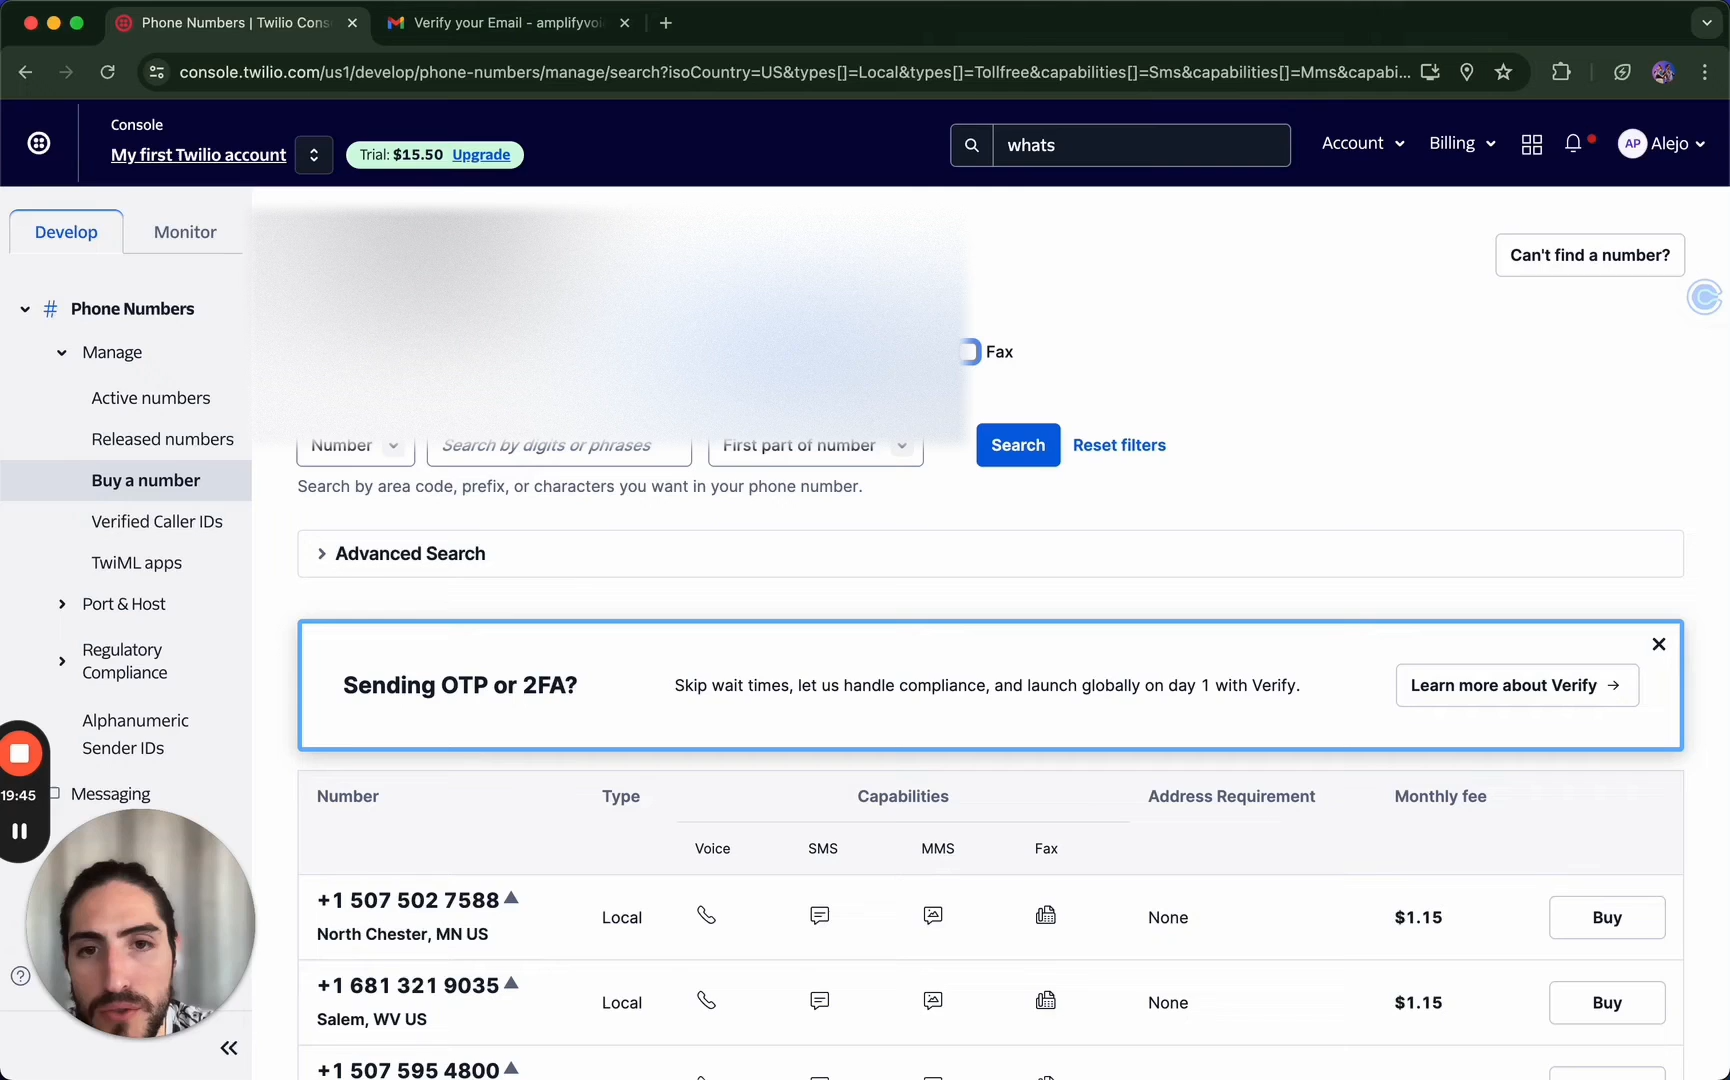 Phone Numbers | Twilio Cons
Verify your Email - amplifyvoi
console.twilio.com/us1/develop/phone-numbers/manage/search?isoCountry=US&types[]=Local&types[]=Tollfree&capabilities[]=Sms&capabilities[]=Mms&capabi...
Console
My first Twilio account
Trial: $15.50 Upgrade
whats
Account
Billing
AP
Alejo
Develop
Monitor
Can't find a number?
# Phone Numbers
Manage
Active numbers
Released numbers
Buy a number
Verified Caller IDs
TwiML apps
Port & Host
Regulatory
Compliance
Alphanumeric
Sender IDs
Messaging
19:45
Fax
Number
Search by digits or phrases
First part of number
Search
Reset filters
Search by area code, prefix, or characters you want in your phone number.
Advanced Search
Sending OTP or 2FA?
Skip wait times, let us handle compliance, and launch globally on day 1 with Verify.
Learn more about Verify →
Number Type Capabilities Address Requirement Monthly fee
Voice SMS MMS Fax
+1 507 502 7588
North Chester, MN US
Local
None
$1.15
Buy
+1 681 321 9035
Salem, WV US
Local
None
$1.15
Buy
+1 507 595 4800